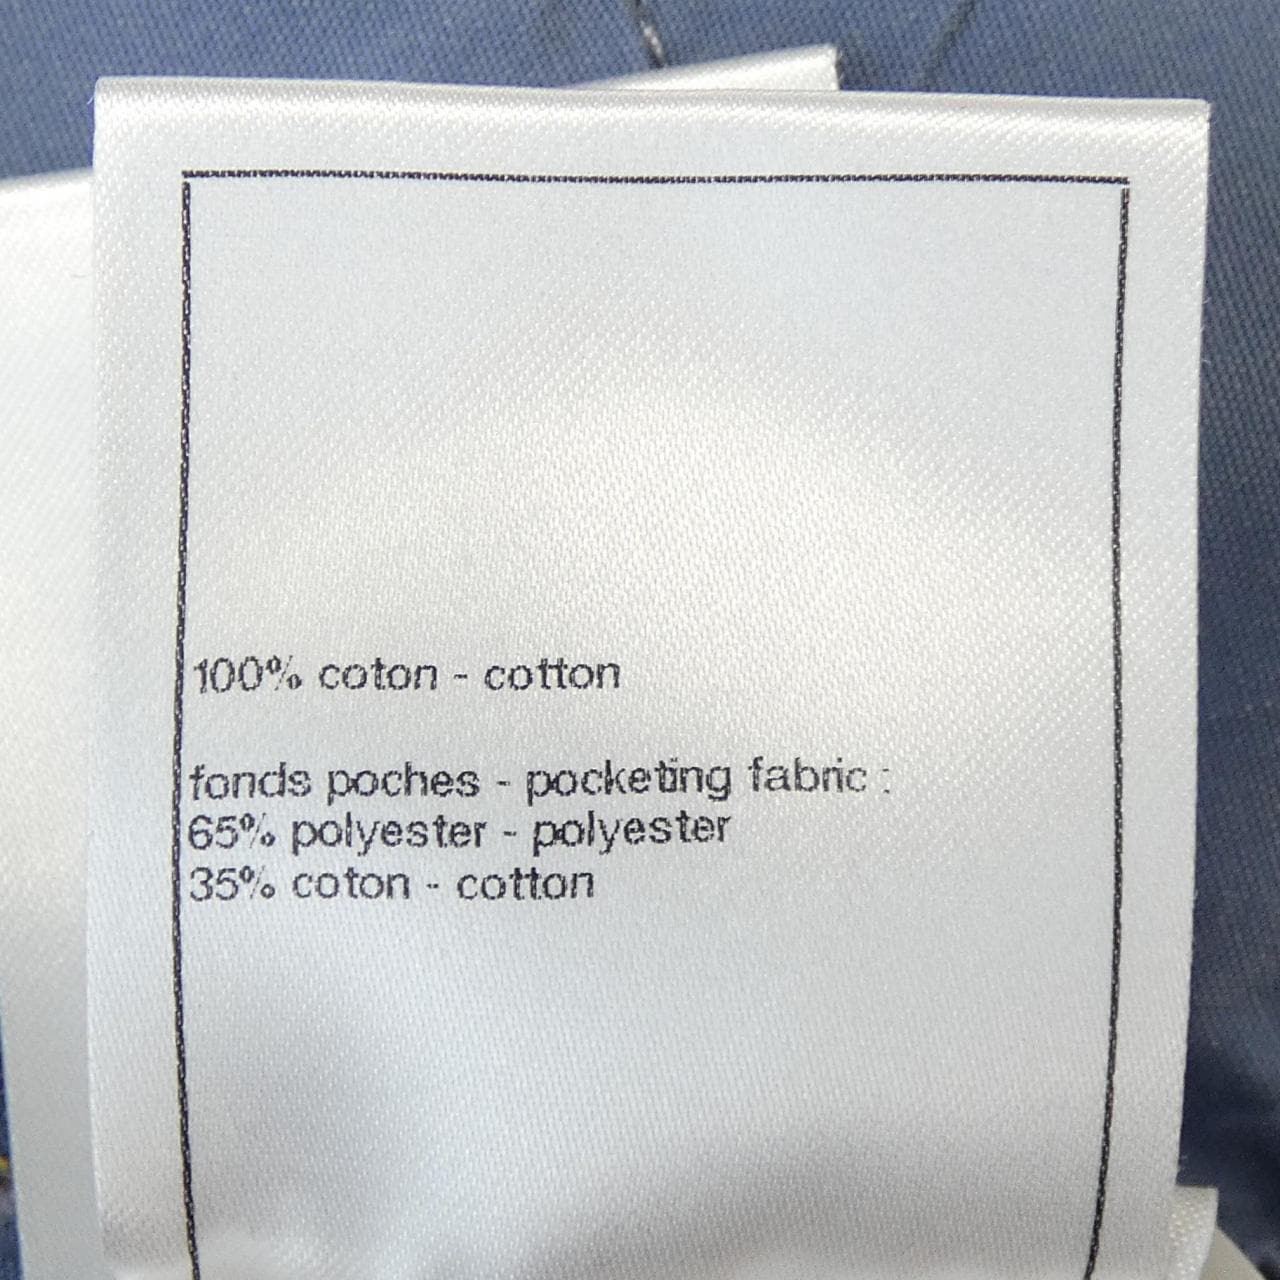 100% coton - cotton
fonds poches - pocketing fabric :
65% polyester - polyester
35% coton - cotton